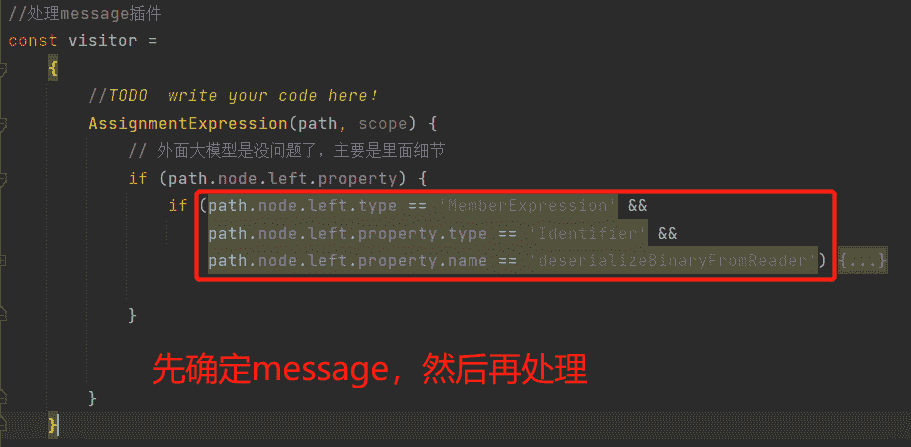 //处理message插件
const visitor =
{
//TODO write your code here!
AssignmentExpression(path, scope) {
// 外面大模型是没问题了，主要是里面细节
if (path.node.left.property) {
if (path.node.left.type == 'MemberExpression' &&
path.node.left.property.type == 'Identifier' &&
path.node.left.property.name == 'deserializeBinaryFromReader') {...}
}
先确定message，然后再处理
}
}